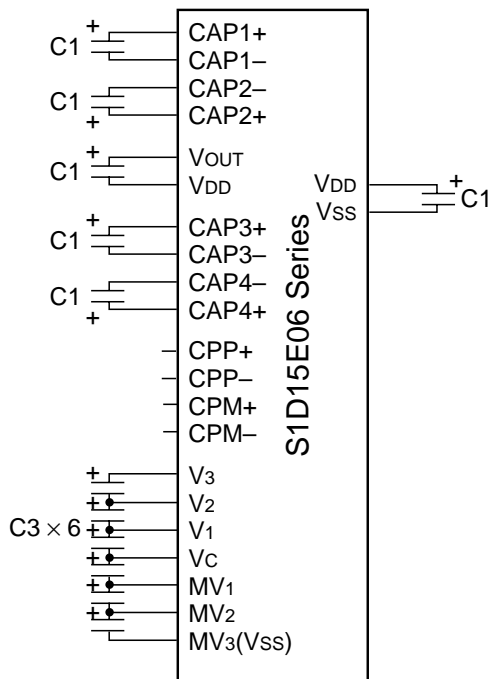 +
C1
CAP1+
CAP1–
C1
+
CAP2–
CAP2+
+
C1
VOUT
VDD
VDD
VSS
+
C1
+
C1
CAP3+
CAP3–
C1
+
CAP4–
CAP4+
S1D15E06 Series
CPP+
CPP–
CPM+
CPM–
+
V3
+
V2
C3 × 6
+
V1
+
VC
+
MV1
+
MV2
MV3(VSS)